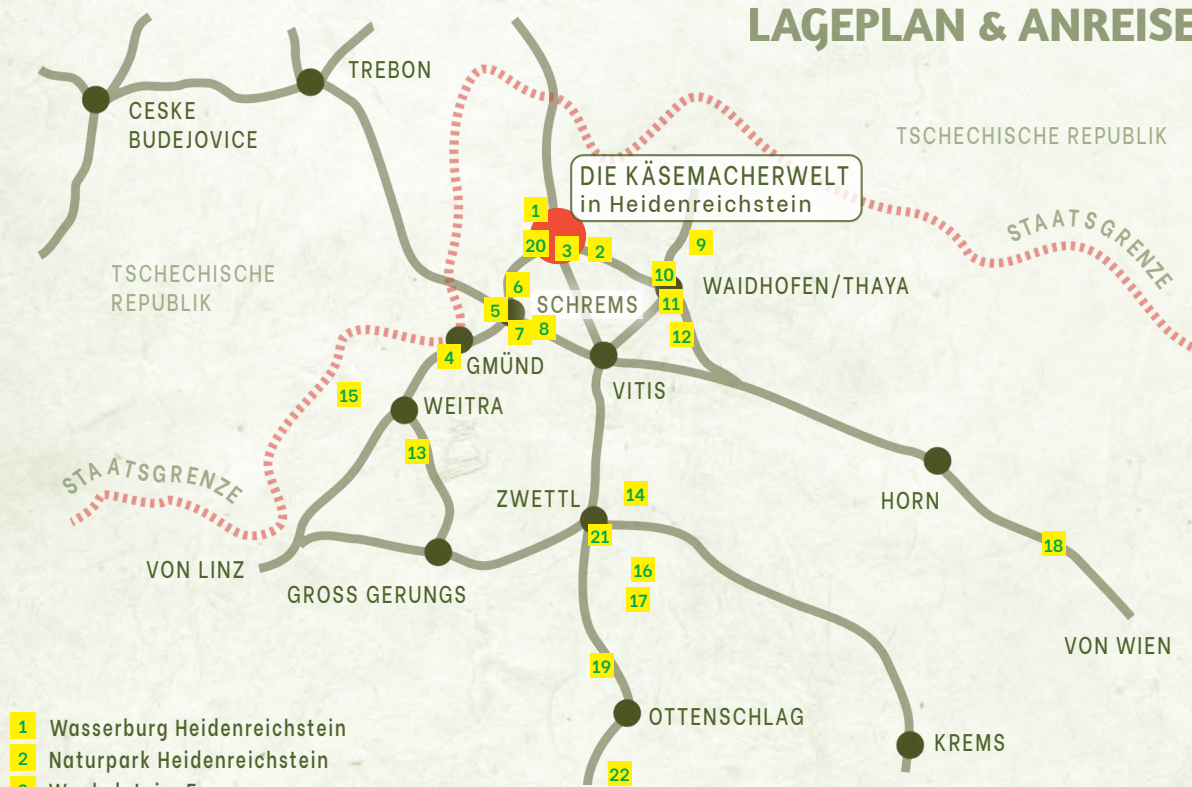 LAGEPLAN & ANREISE
TREBON
CESKE
BUDEJOVICE
TSCHECHISCHE REPUBLIK
DIE KÄSEMACHERWELT
in Heidenreichstein
1
20
3
2
9
STAATSGRENZE
TSCHECHISCHE
REPUBLIK
10
WAIDHOFEN/THAYA
6
5
SCHREMS
11
7
8
12
4
GMÜND
VITIS
15
WEITRA
13
STAATSGRENZE
ZWETTL
14
HORN
21
18
VON LINZ
16
GROSS GERUNGS
17
VON WIEN
19
OTTENSCHLAG
KREMS
22
1 Wasserburg Heidenreichstein
2 Naturpark Heidenreichstein